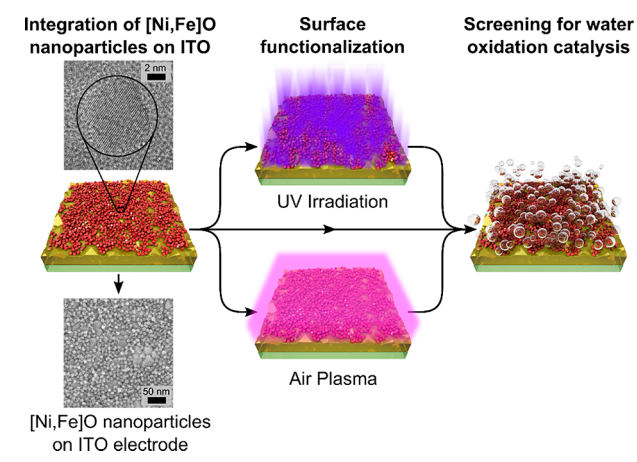 Integration of [Ni,Fe]O
nanoparticles on ITO
2 nm
50 nm
[Ni,Fe]O nanoparticles
on ITO electrode
Surface
functionalization
UV Irradiation
Air Plasma
Screening for water
oxidation catalysis